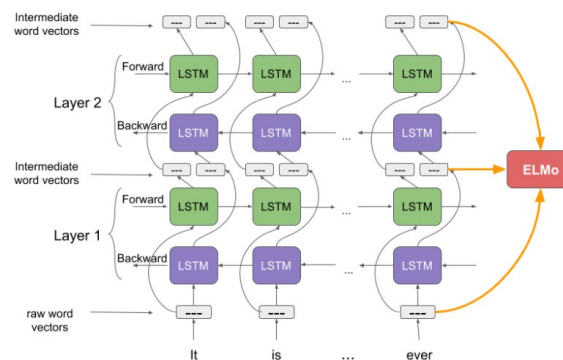 Intermediate
word vectors
--- --- --- --- --- ---
Forward
LSTM LSTM ... LSTM
Layer 2
Backward
LSTM LSTM ... LSTM
Intermediate
word vectors
--- --- --- --- --- ---
ELMo
Forward
LSTM LSTM ... LSTM
Layer 1
Backward
LSTM LSTM ... LSTM
raw word
vectors
--- --- ---
It is ... ever